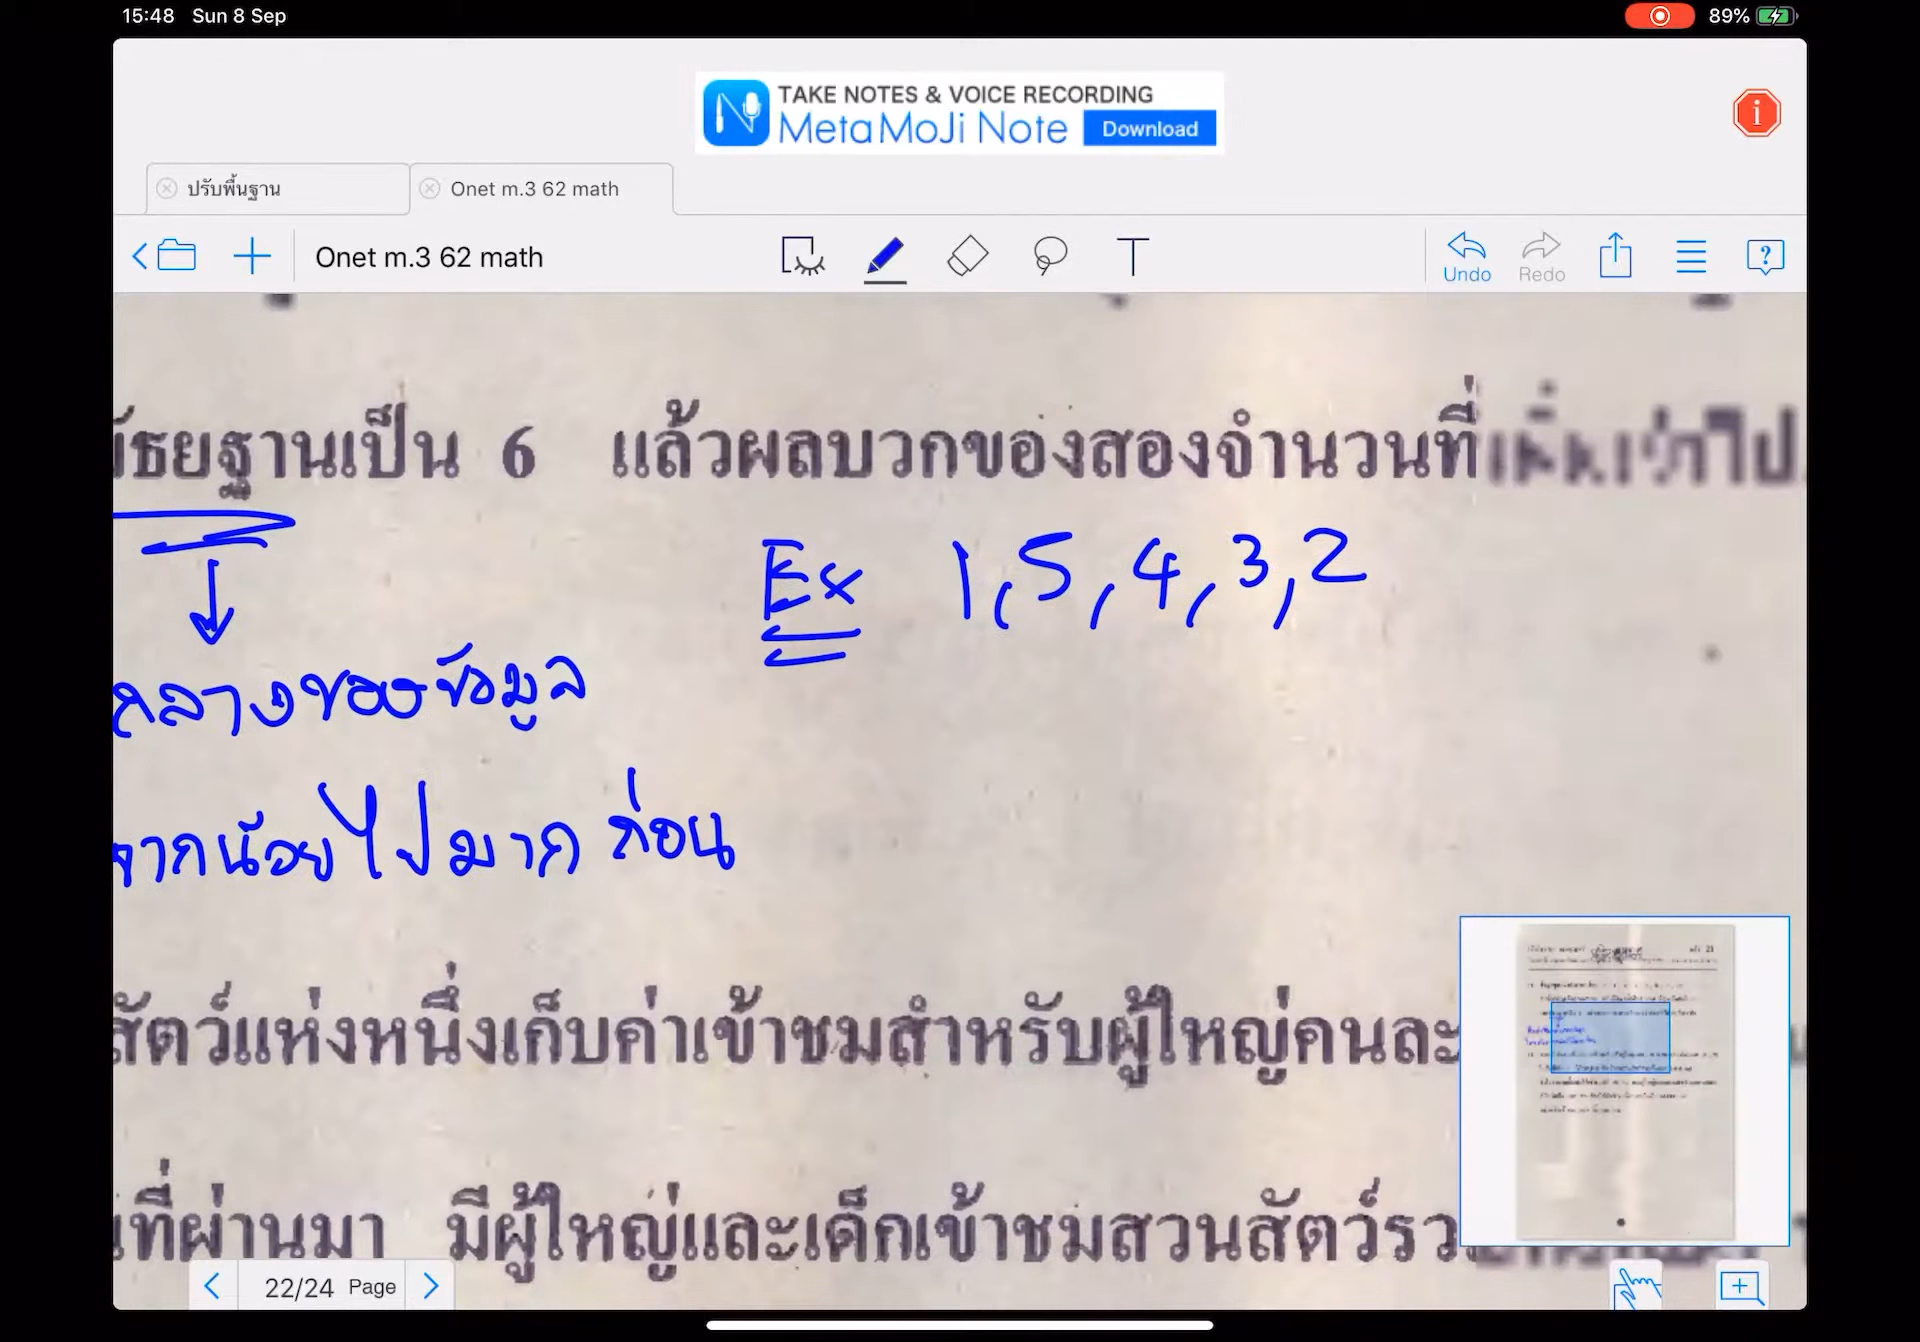 15:48 Sun 8 Sep
89%
TAKE NOTES & VOICE RECORDING
MetaMoJi Note Download
ปรับพื้นฐาน
Onet m.3 62 math
Onet m.3 62 math
Undo
Redo
ัธยฐานเป็น 6 แล้วผลบวกของสองจำนวนที่
Ex 1,5,4,3,2
กลางของข้อมูล
จากน้อยไปมาก ก่อน
สัตว์แห่งหนึ่งเก็บค่าเข้าชมสำหรับผู้ใหญ่คนละ
ที่ผ่านมา มีผู้ใหญ่และเด็กเข้าชมสวนสัตว์รว
22/24 Page